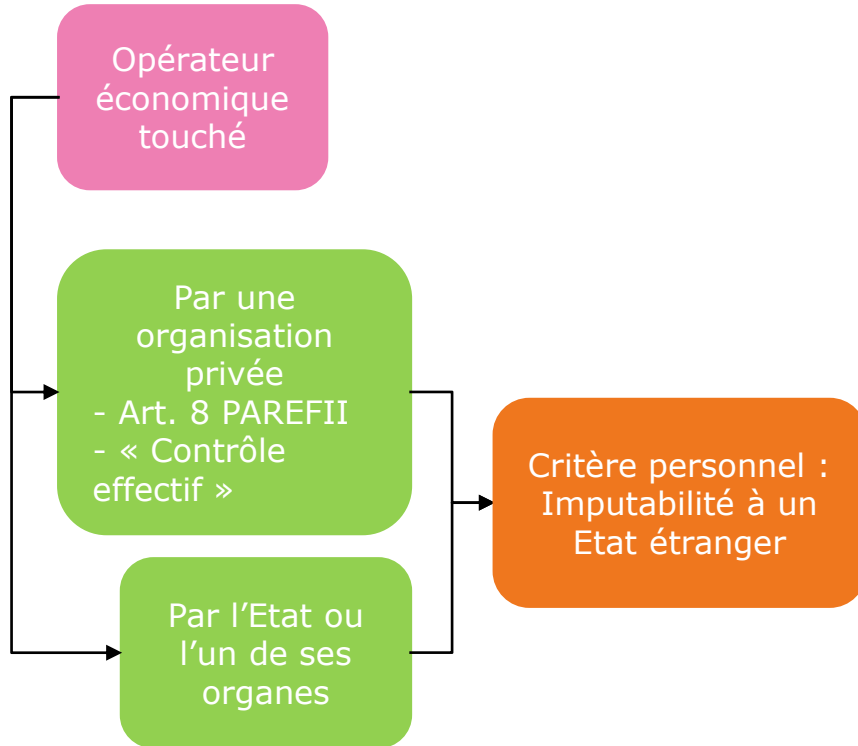 Opérateur
économique
touché
Par une
organisation
privée
- Art. 8 PAREFII
- « Contrôle
effectif »
Critère personnel :
Imputabilité à un
Etat étranger
Par l’Etat ou
l’un de ses
organes